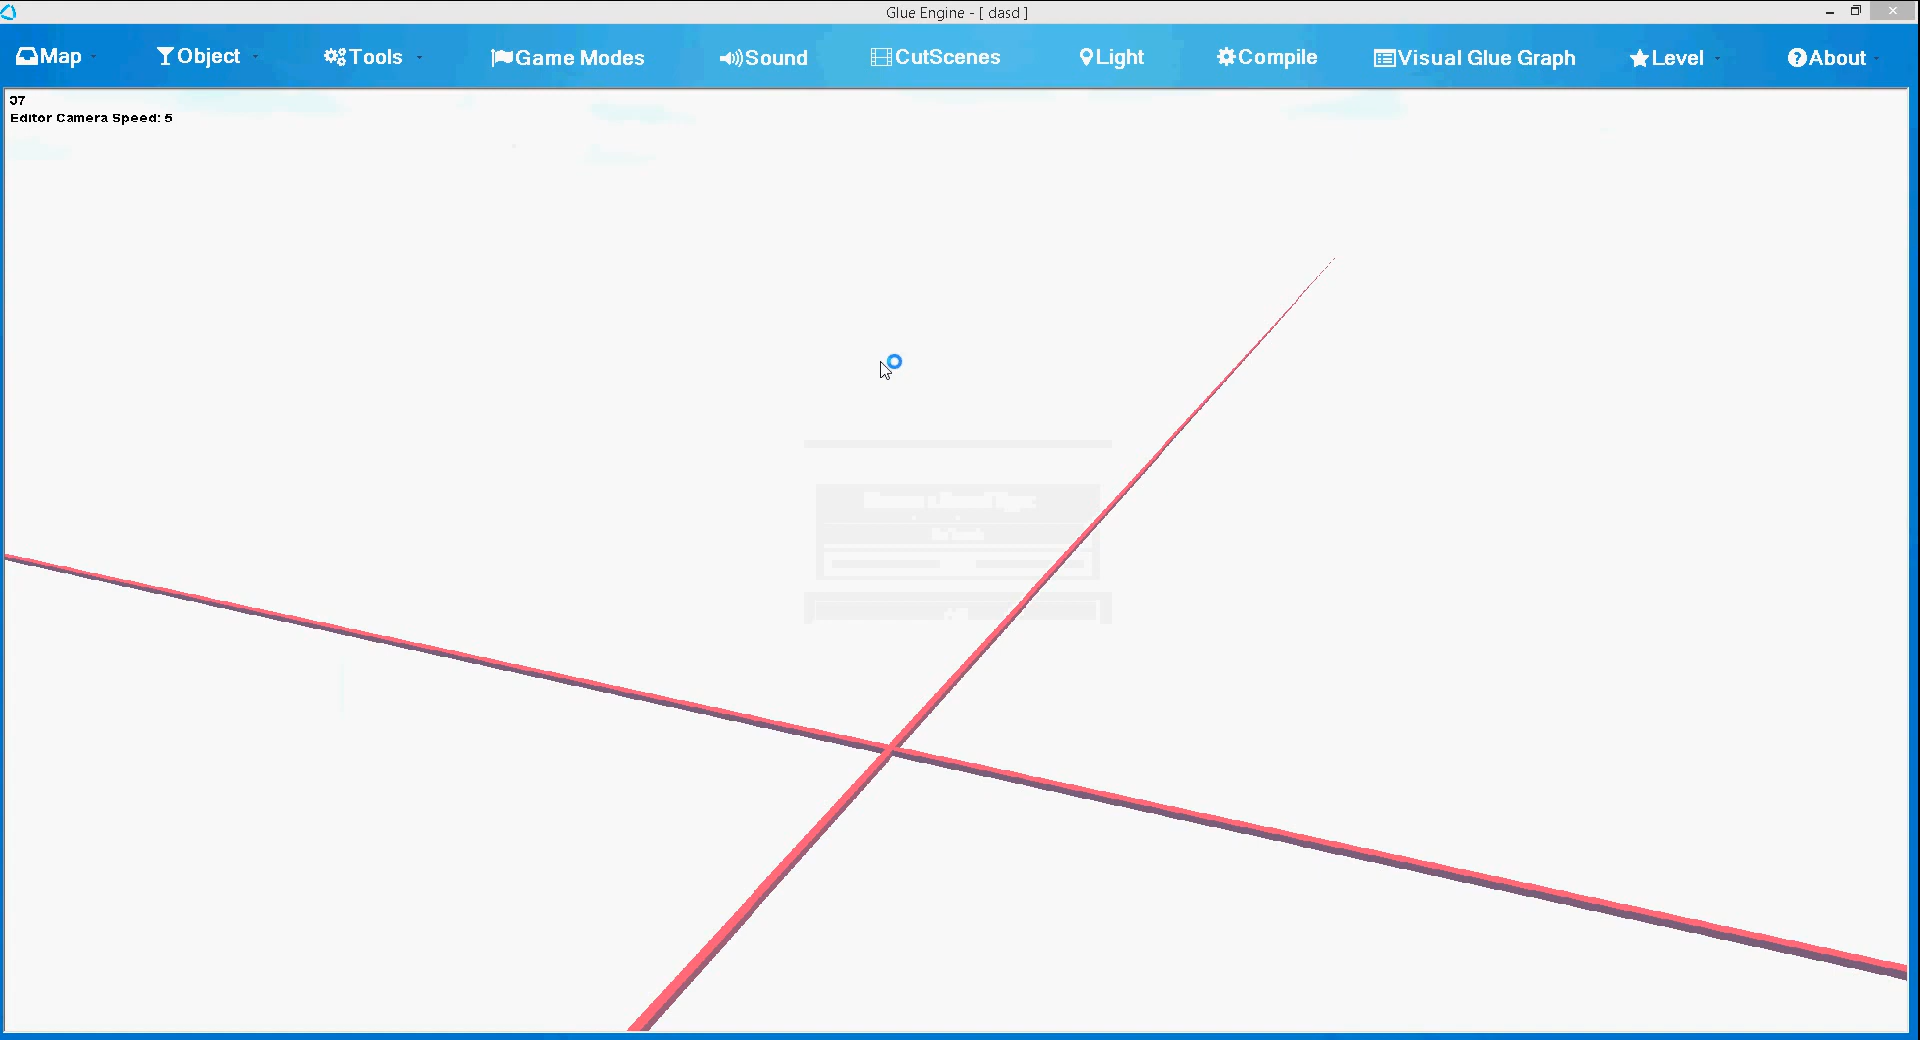 Glue Engine - [ dasd ]
Map Object Tools Game Modes Sound CutScenes Light Compile Visual Glue Graph Level About
37
Editor Camera Speed: 5